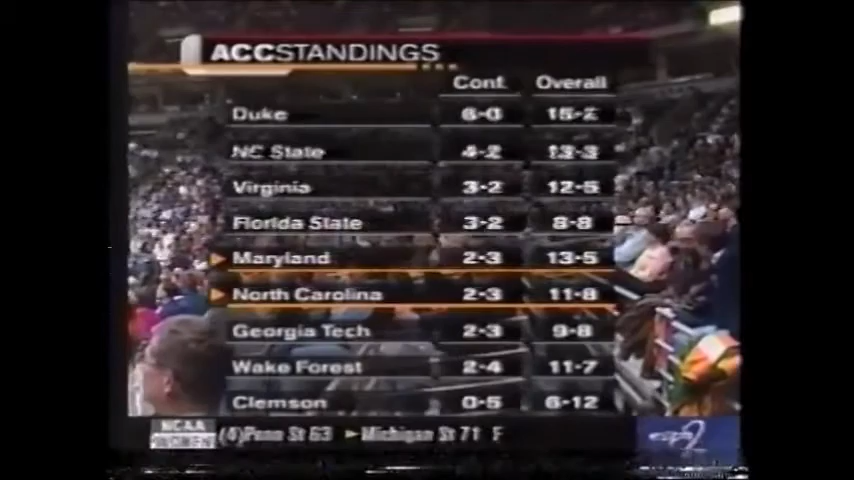 ACCSTANDINGS
Conf. Overall
Duke 6-0 15-2
NC State 4-2 13-3
Virginia 3-2 12-5
Florida State 3-2 8-8
Maryland 2-3 13-5
North Carolina 2-3 11-8
Georgia Tech 2-3 9-8
Wake Forest 2-4 11-7
Clemson 0-5 6-12
NCAA
WOMEN
(4)Penn St 63 Michigan St 71 F
espn2